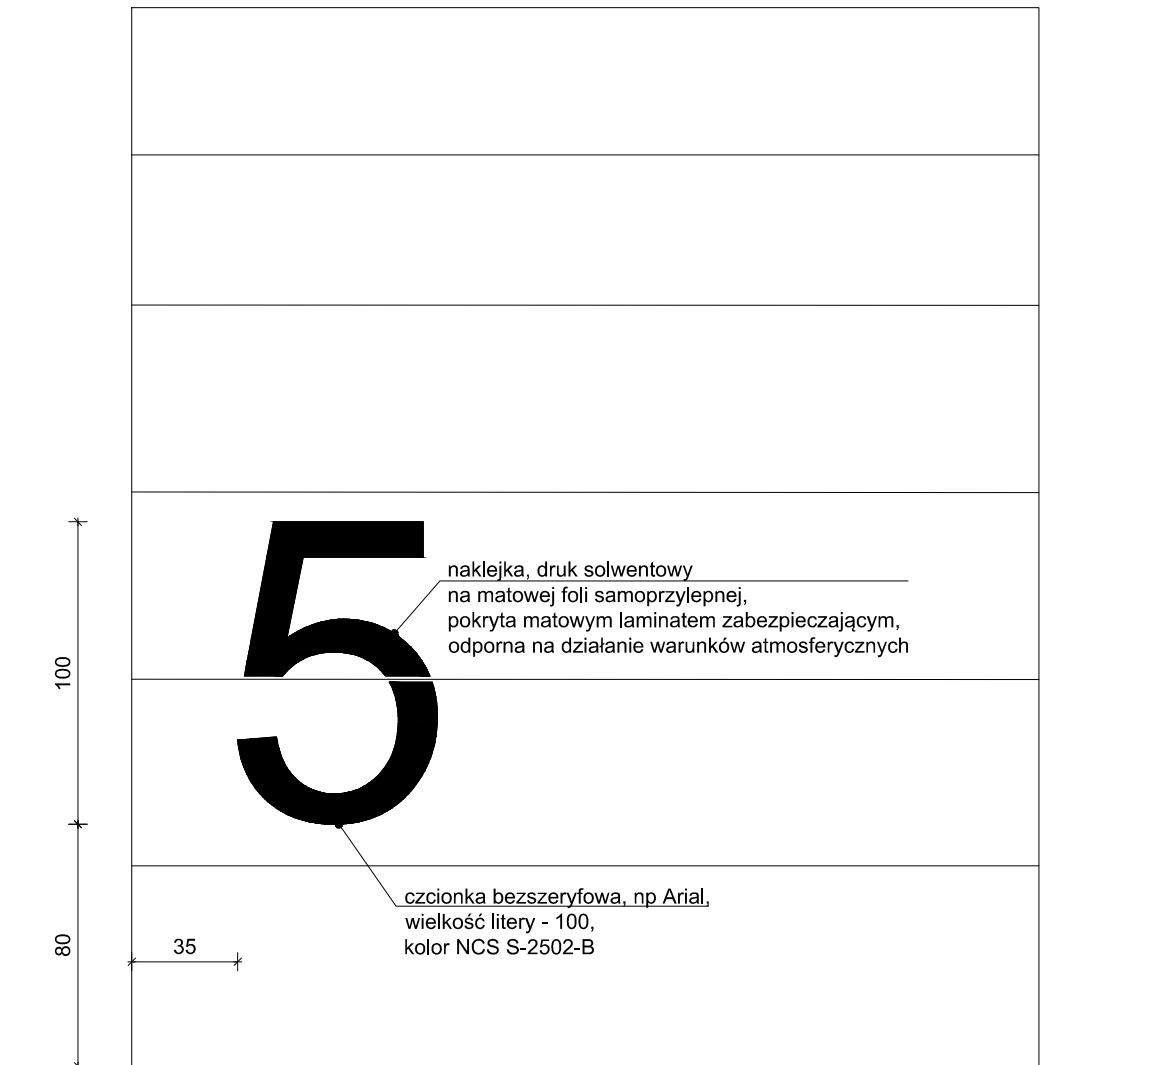 5
naklejka, druk solwentowy
na matowej foli samoprzylepnej,
pokryta matowym laminatem zabezpieczającym,
odporna na działanie warunków atmosferycznych
100
czcionka bezszeryfowa, np Arial,
wielkość litery - 100,
kolor NCS S-2502-B
80
35